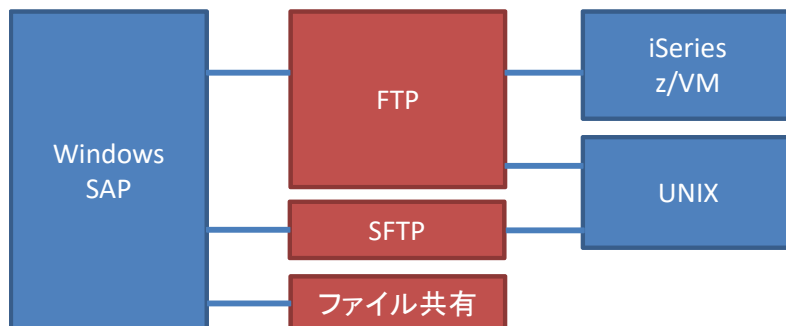 Windows
SAP
FTP
SFTP
ファイル共有
iSeries
z/VM
UNIX